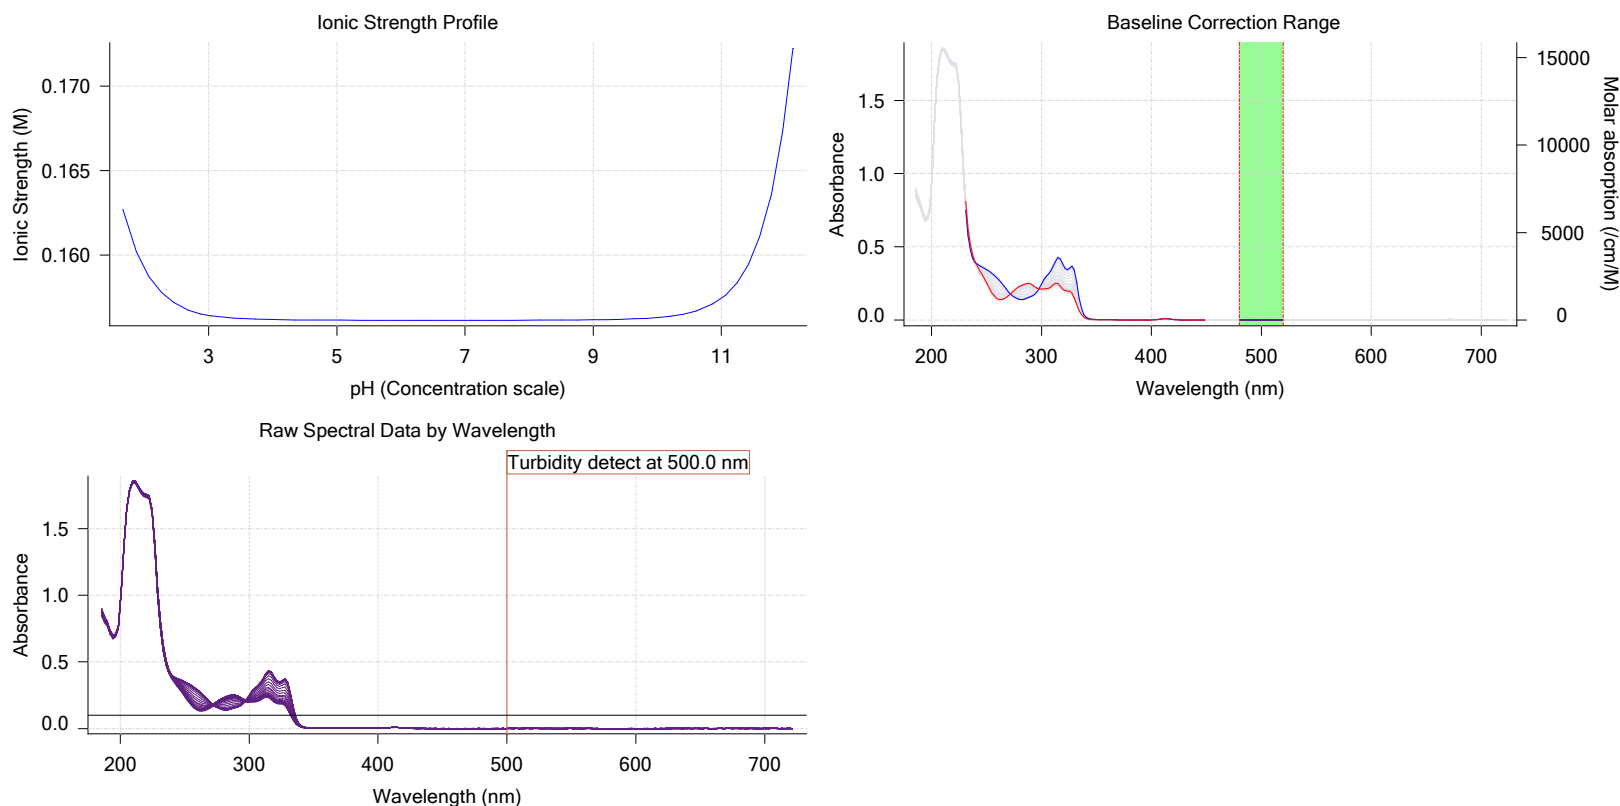 Ionic Strength Profile
Ionic Strength (M)
0.170
0.165
0.160
3 5 7 9 11
pH (Concentration scale)
Baseline Correction Range
Absorbance
1.5
1.0
0.5
0.0
15000
10000
5000
0
Molar absorption (/cm/M)
200 300 400 500 600 700
Wavelength (nm)
Raw Spectral Data by Wavelength
Turbidity detect at 500.0 nm
Absorbance
1.5
1.0
0.5
0.0
200 300 400 500 600 700
Wavelength (nm)